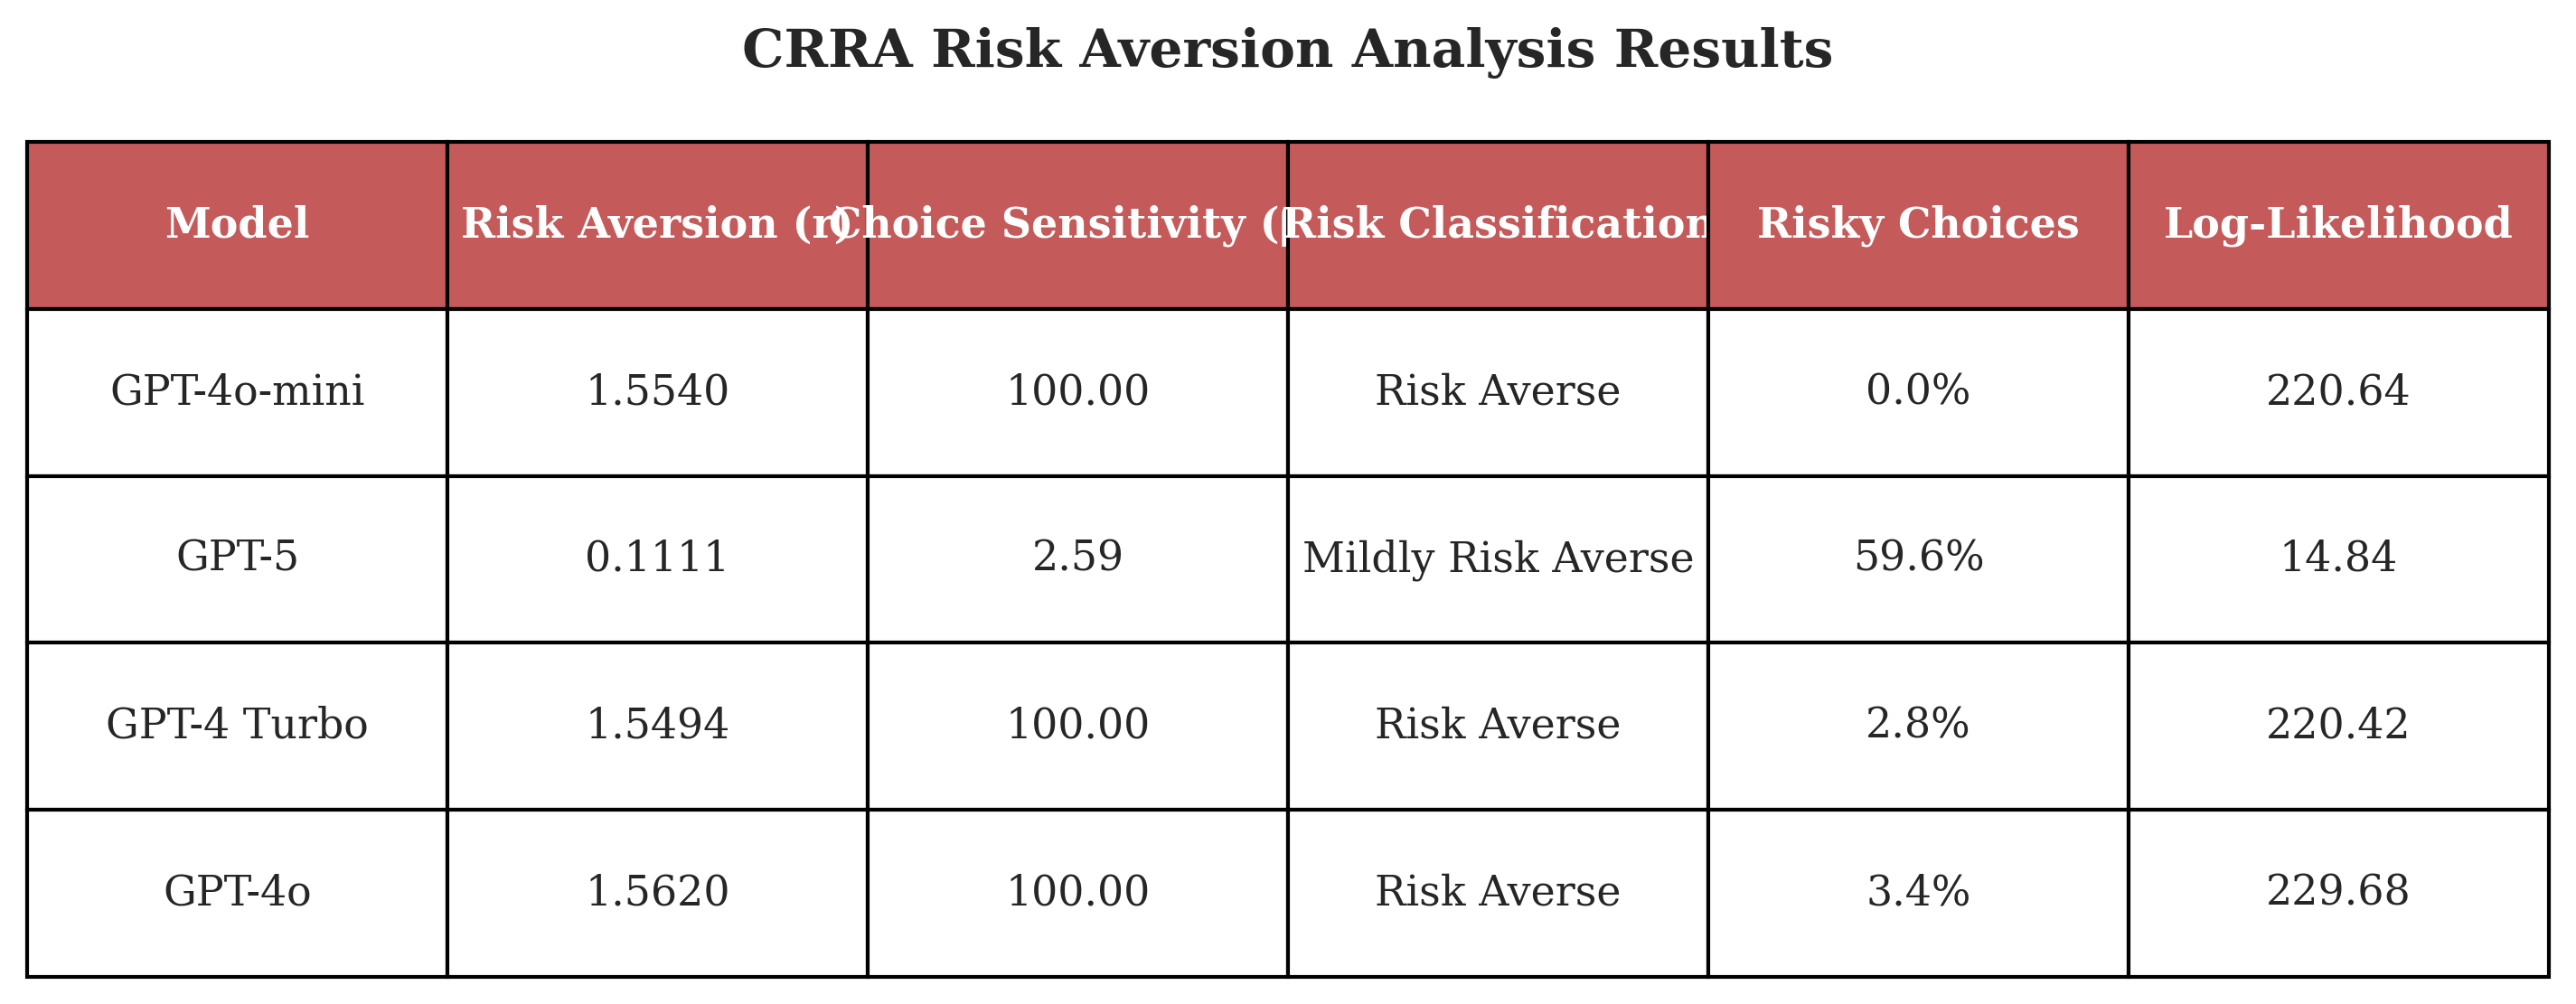 CRRA Risk Aversion Analysis Results
Model Risk Aversion (r) Choice Sensitivity ( Risk Classification Risky Choices Log-Likelihood
GPT-4o-mini 1.5540 100.00 Risk Averse 0.0% 220.64
GPT-5 0.1111 2.59 Mildly Risk Averse 59.6% 14.84
GPT-4 Turbo 1.5494 100.00 Risk Averse 2.8% 220.42
GPT-4o 1.5620 100.00 Risk Averse 3.4% 229.68